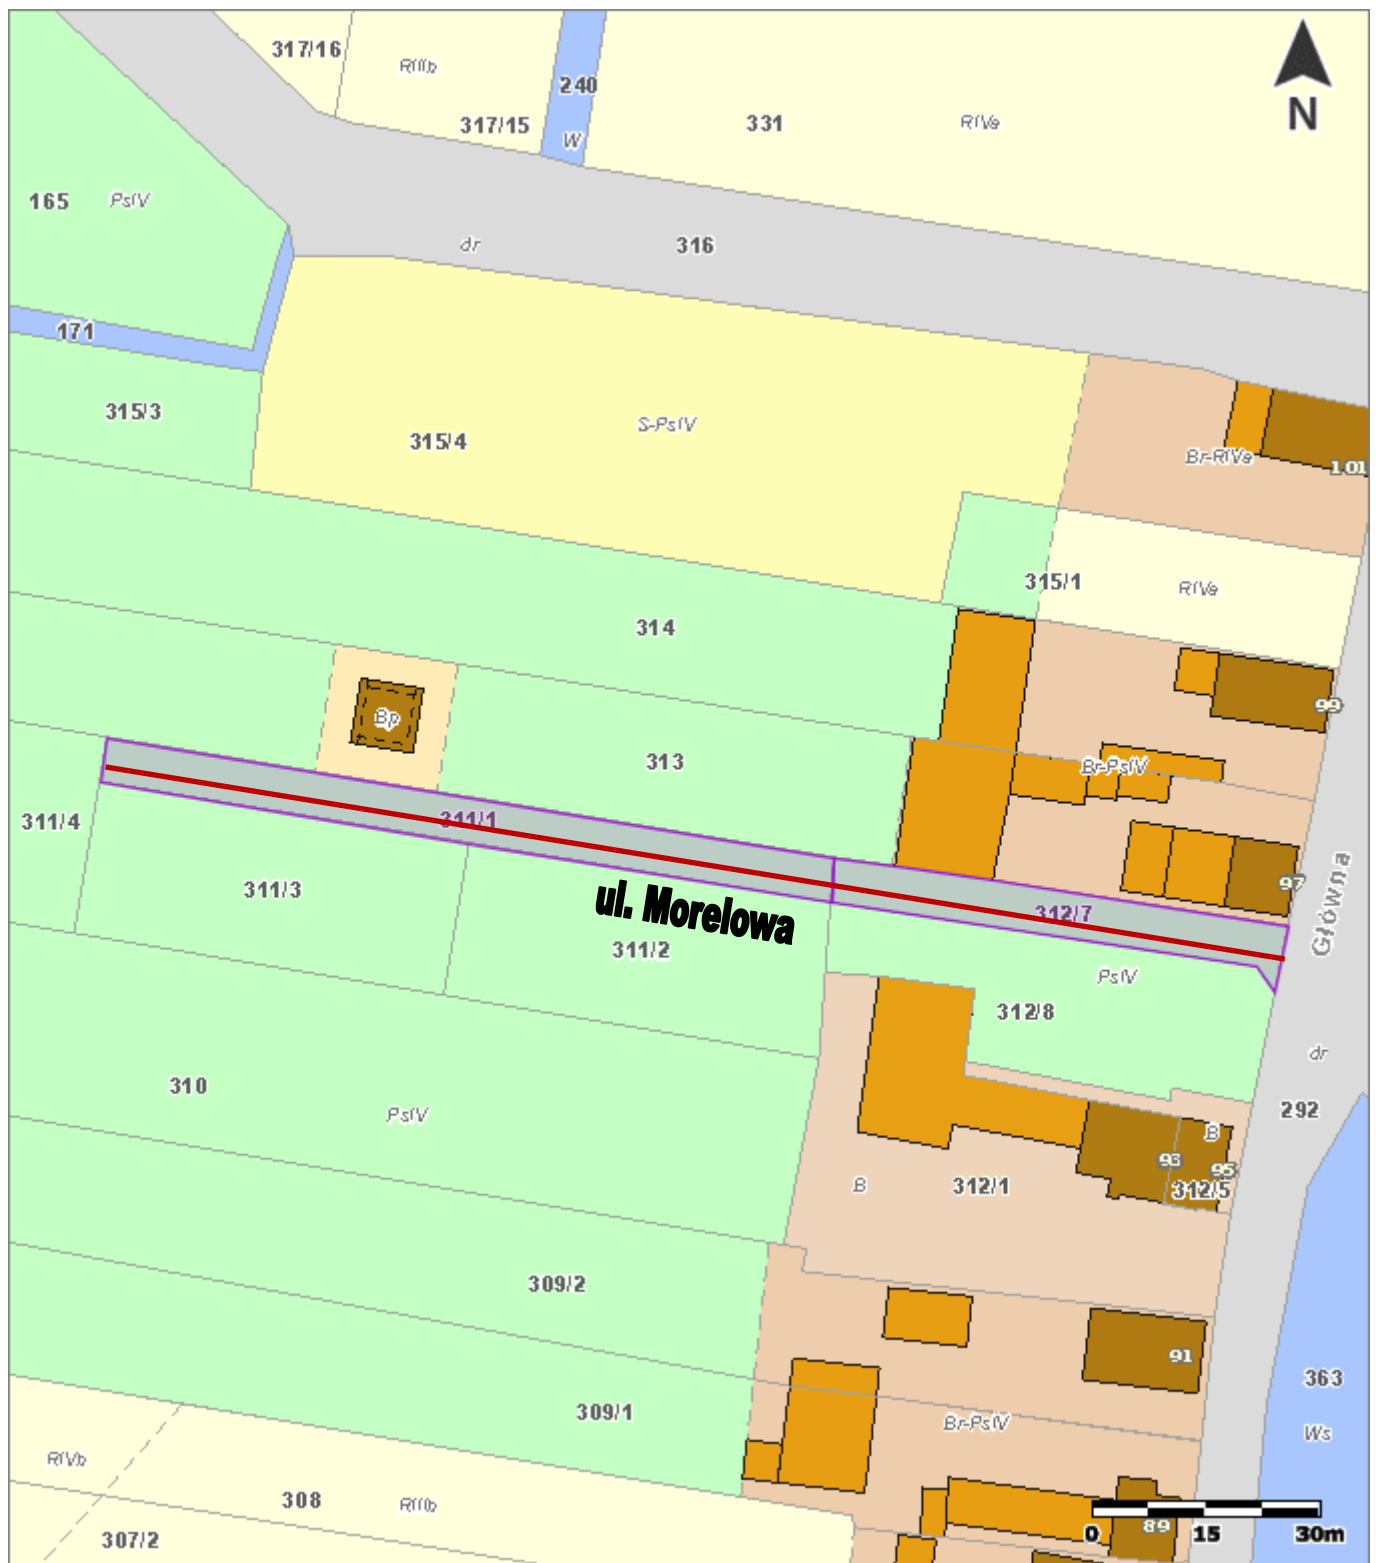 317/16
RIIIb
240
317/15
W
331
RIVa
N
165
PsIV
dr
316
171
315/3
315/4
S-PsIV
Br-RIVa
101
315/1
RIVa
314
99
Bp
313
Br-PsIV
311/4
311/1
97
311/3
ul. Morelowa
312/7
Główna
311/2
PsIV
312/8
dr
310
PsIV
292
B
93
95
B
312/1
312/5
309/2
91
363
309/1
Br-PsIV
Ws
RIVb
308
RIIIb
89
0 15 30m
307/2